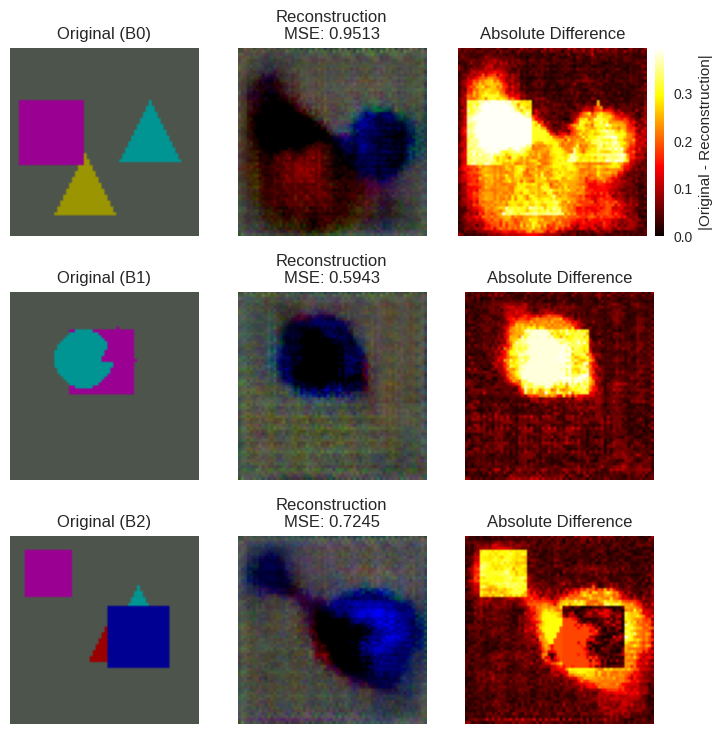 Original (B0)
Reconstruction
MSE: 0.9513
Absolute Difference
0.3
0.2
0.1
0.0
|Original - Reconstruction|
Original (B1)
Reconstruction
MSE: 0.5943
Absolute Difference
Original (B2)
Reconstruction
MSE: 0.7245
Absolute Difference